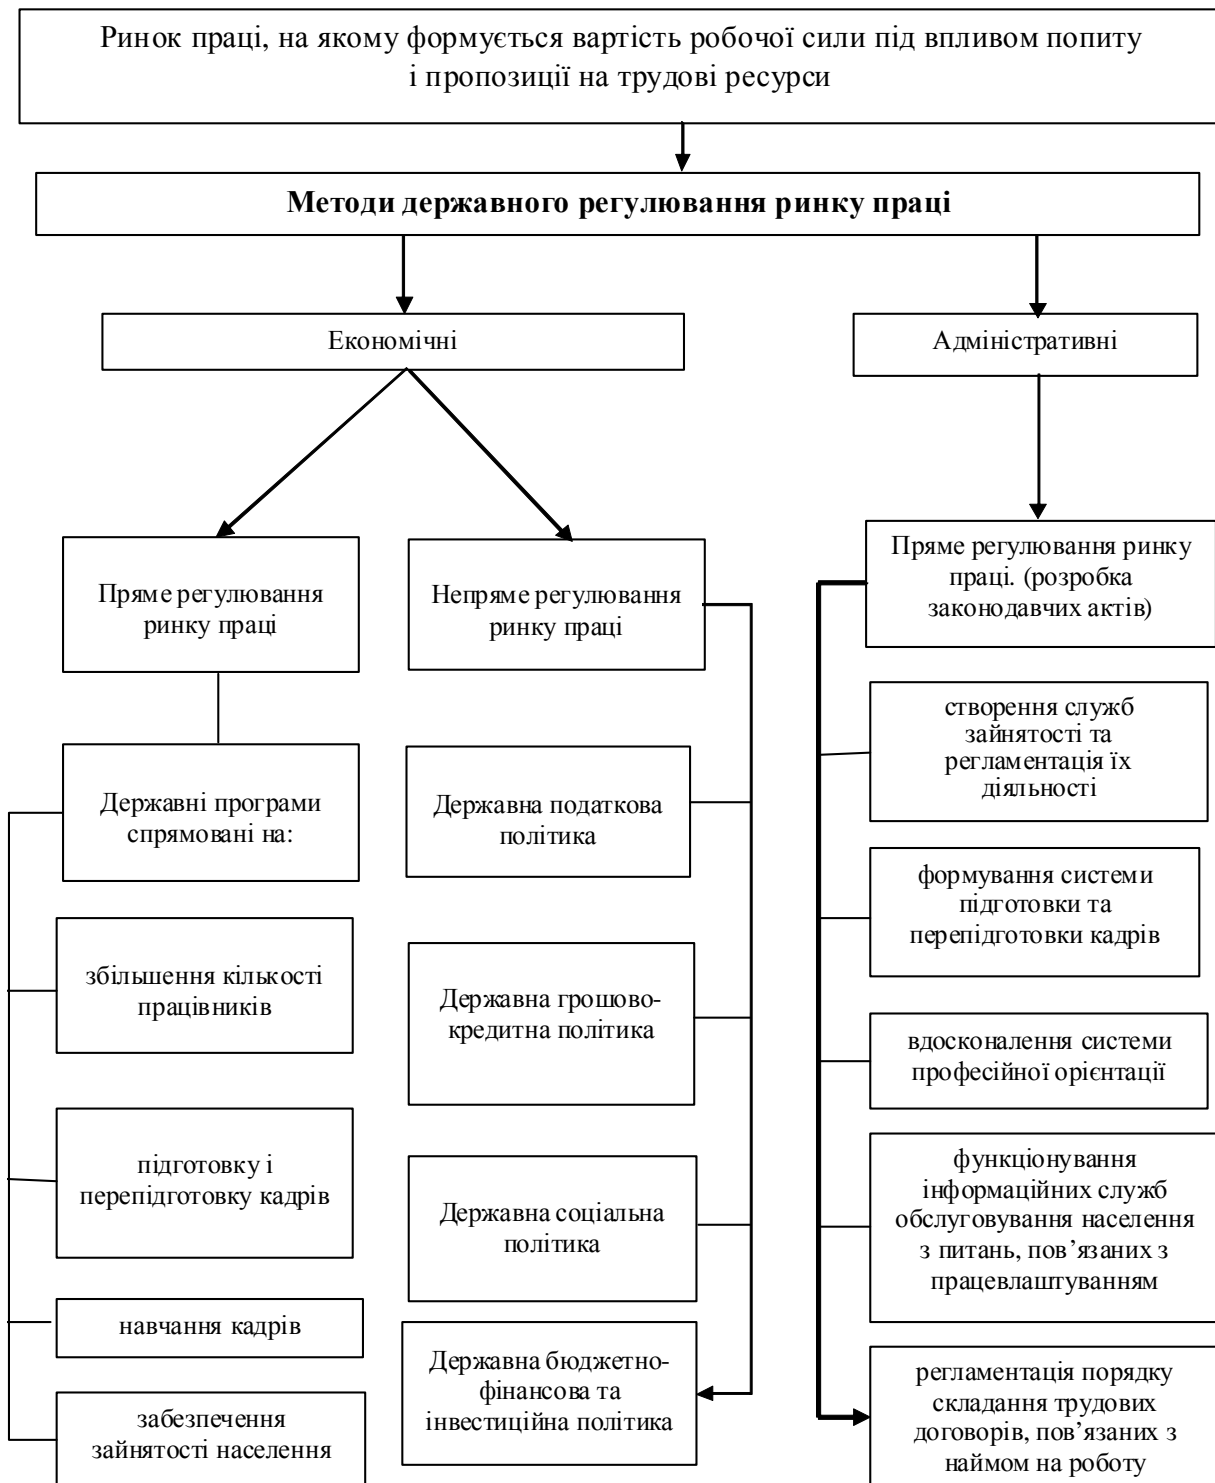 Ринок праці, на якому формується вартість робочої сили під впливом попиту
і пропозиції на трудові ресурси
Методи державного регулювання ринку праці
Економічні
Адміністративні
Пряме регулювання
ринку праці
Непряме регулювання
ринку праці
Пряме регулювання ринку
праці. (розробка
законодавчих актів)
Державні програми
спрямовані на:
збільшення кількості
працівників
підготовку і
перепідготовку кадрів
навчання кадрів
забезпечення
зайнятості населення
Державна податкова
політика
Державна грошово-
кредитна політика
Державна соціальна
політика
Державна бюджетно-
фінансова та
інвестиційна політика
створення служб
зайнятості та
регламентація їх
діяльності
формування системи
підготовки та
перепідготовки кадрів
вдосконалення системи
професійної орієнтації
функціонування
інформаційних служб
обслуговування населення
з питань, пов’язаних з
працевлаштуванням
регламентація порядку
складання трудових
договорів, пов’язаних з
наймом на роботу